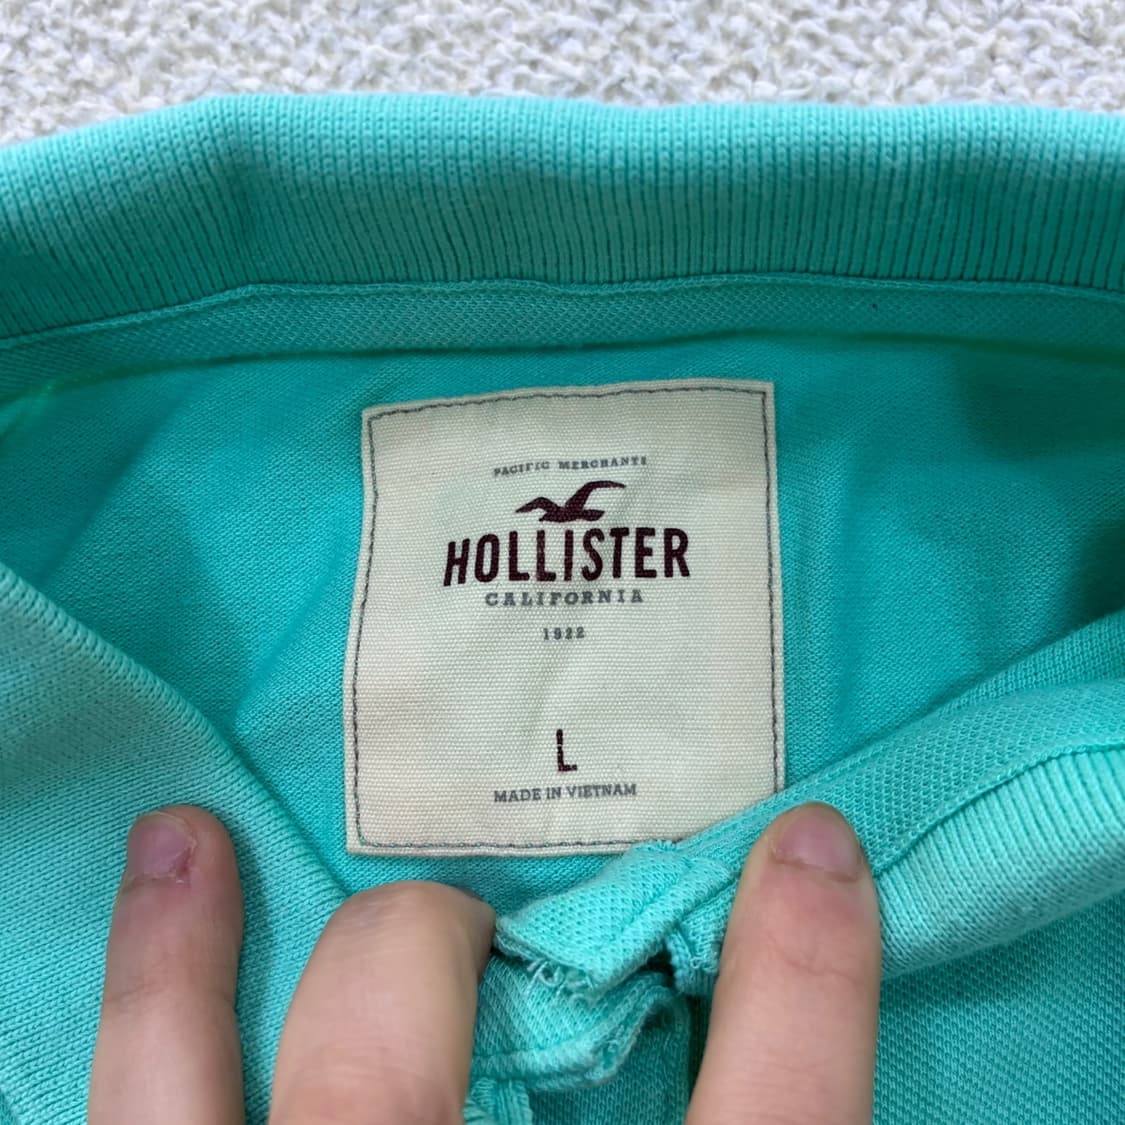 PACIFIC MERCHANTS
HOLLISTER
CALIFORNIA
1922
L
MADE IN VIETNAM